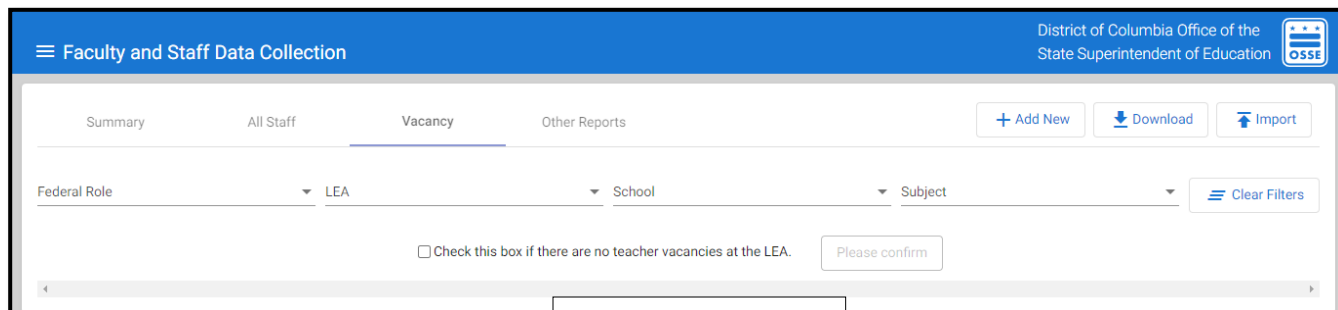 District of Columbia Office of the
State Superintendent of Education
OSSE
Faculty and Staff Data Collection
Summary
All Staff
Vacancy
Other Reports
Add New
Download
Import
Federal Role
LEA
School
Subject
Clear Filters
Check this box if there are no teacher vacancies at the LEA.
Please confirm